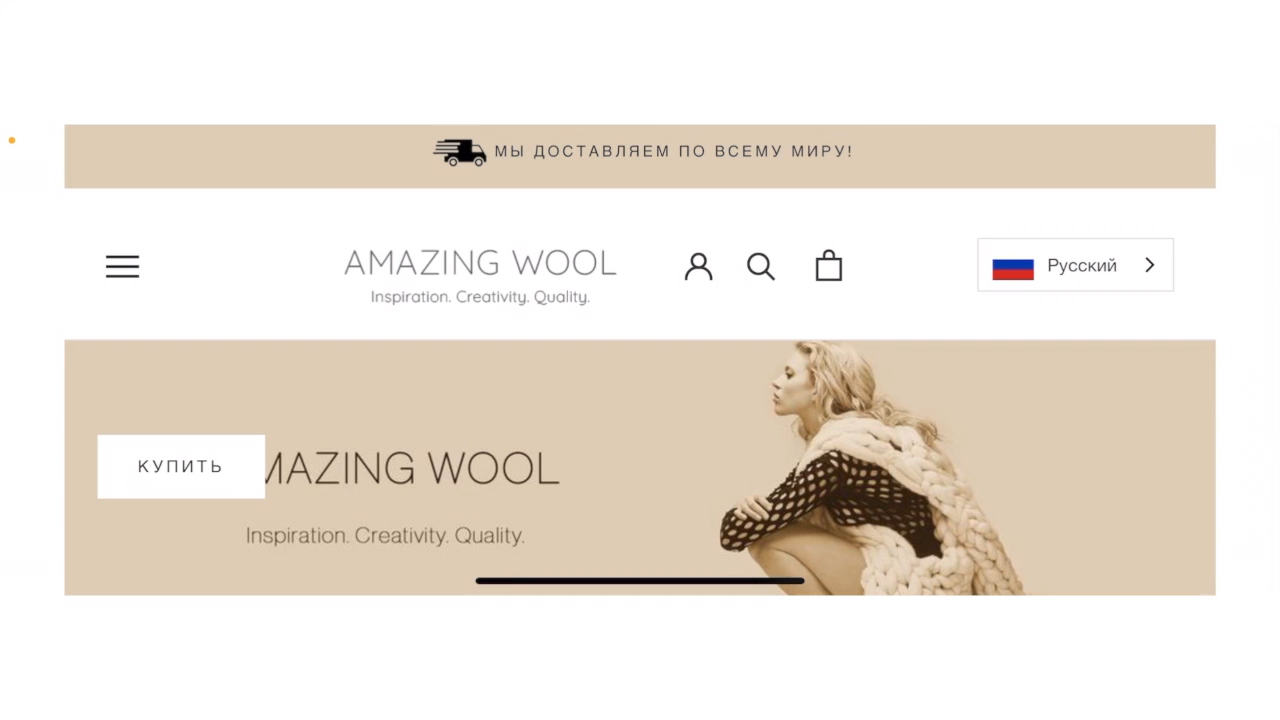 МЫ ДОСТАВЛЯЕМ ПО ВСЕМУ МИРУ!
AMAZING WOOL
Inspiration. Creativity. Quality.
Русский
КУПИТЬ
MAZING WOOL
Inspiration. Creativity. Quality.